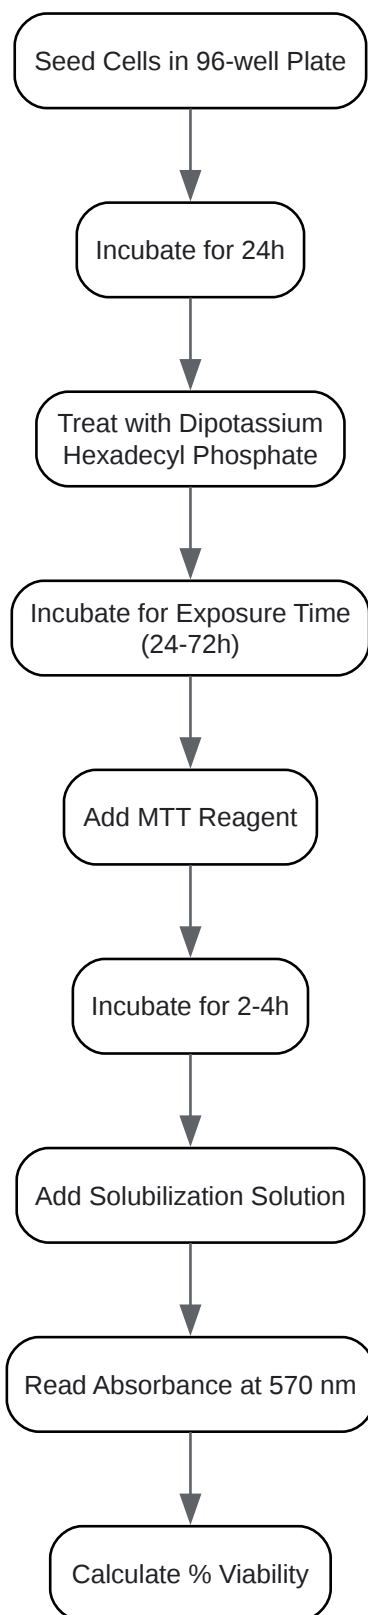 Seed Cells in 96-well Plate
Incubate for 24h
Treat with Dipotassium
Hexadecyl Phosphate
Incubate for Exposure Time
(24-72h)
Add MTT Reagent
Incubate for 2-4h
Add Solubilization Solution
Read Absorbance at 570 nm
Calculate % Viability